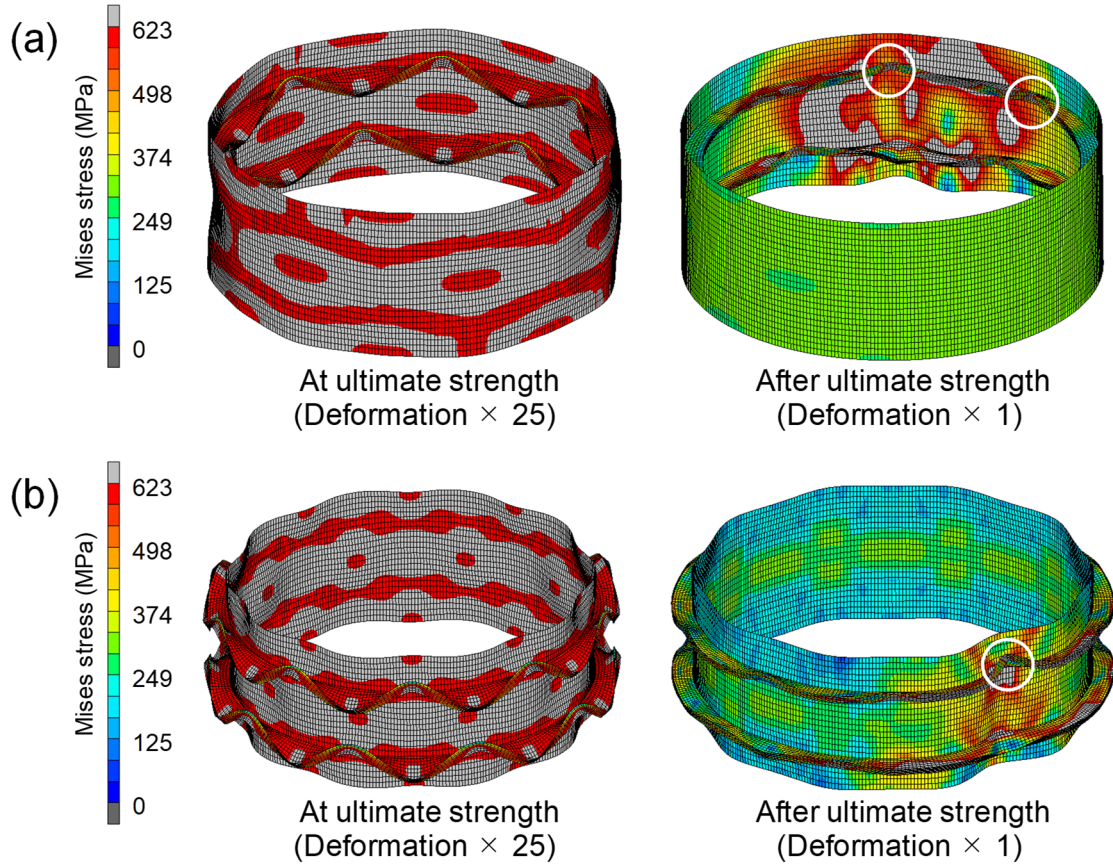 (a)
Mises stress (MPa)
623
498
374
249
125
0
At ultimate strength
(Deformation × 25)
After ultimate strength
(Deformation × 1)
(b)
Mises stress (MPa)
623
498
374
249
125
0
At ultimate strength
(Deformation × 25)
After ultimate strength
(Deformation × 1)